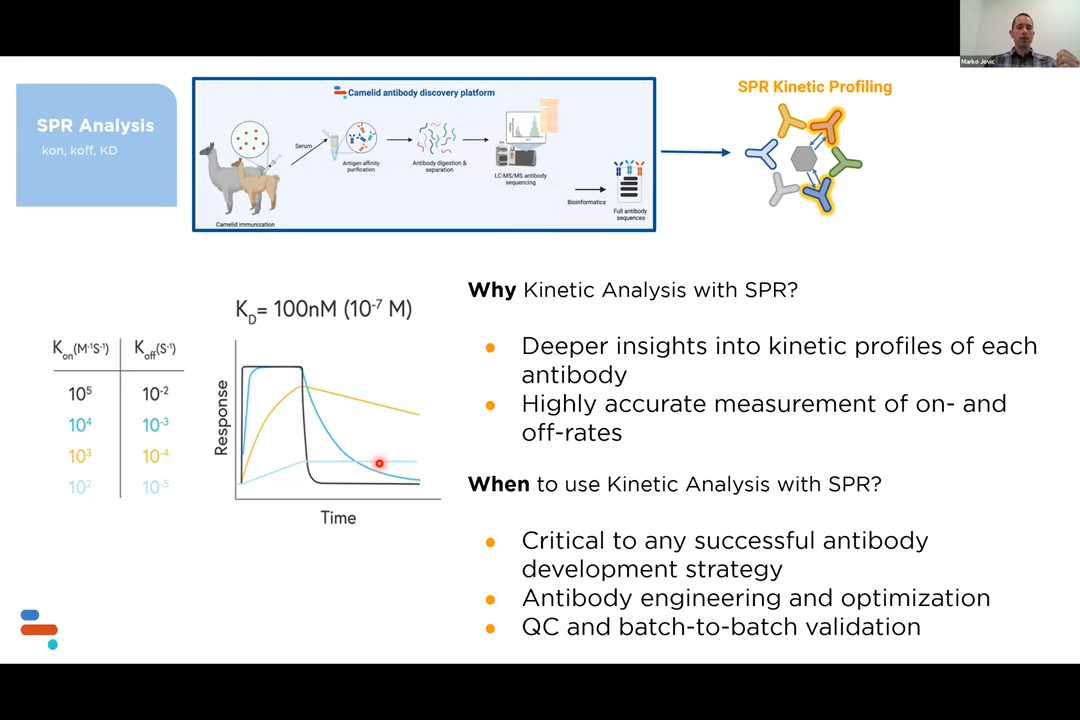 Marko Jovic
SPR Analysis
kon, koff, KD
Camelid antibody discovery platform
Serum
Camelid immunization
Antigen affinity
purification
Antibody digestion &
separation
LC-MS/MS antibody
sequencing
Bioinformatics
Full antibody
sequences
SPR Kinetic Profiling
Kon(M-1S-1) Koff(S-1)
10⁵ 10-2
10⁴ 10-3
10³ 10-4
10² 10-5
KD= 100nM (10-7 M)
Response
Time
Why Kinetic Analysis with SPR?
● Deeper insights into kinetic profiles of each
antibody
● Highly accurate measurement of on- and
off-rates
When to use Kinetic Analysis with SPR?
● Critical to any successful antibody
development strategy
● Antibody engineering and optimization
● QC and batch-to-batch validation